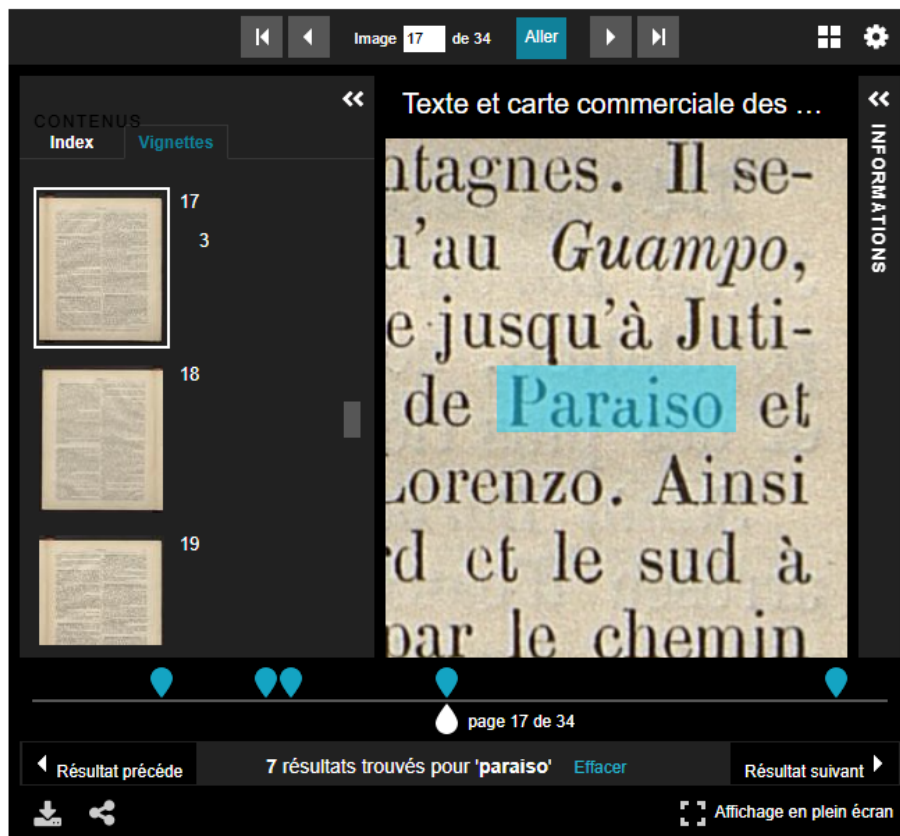 Image 17 de 34 Aller
CONTENUS
Index Vignettes
17
3
18
19
Texte et carte commerciale des …
ntagnes. Il se-
u'au Guampo,
e jusqu'à Juti-
de Paraiso et
Lorenzo. Ainsi
rd et le sud à
par le chemin
INFORMATIONS
page 17 de 34
Résultat précéde
7 résultats trouvés pour 'paraiso' Effacer
Résultat suivant
Affichage en plein écran